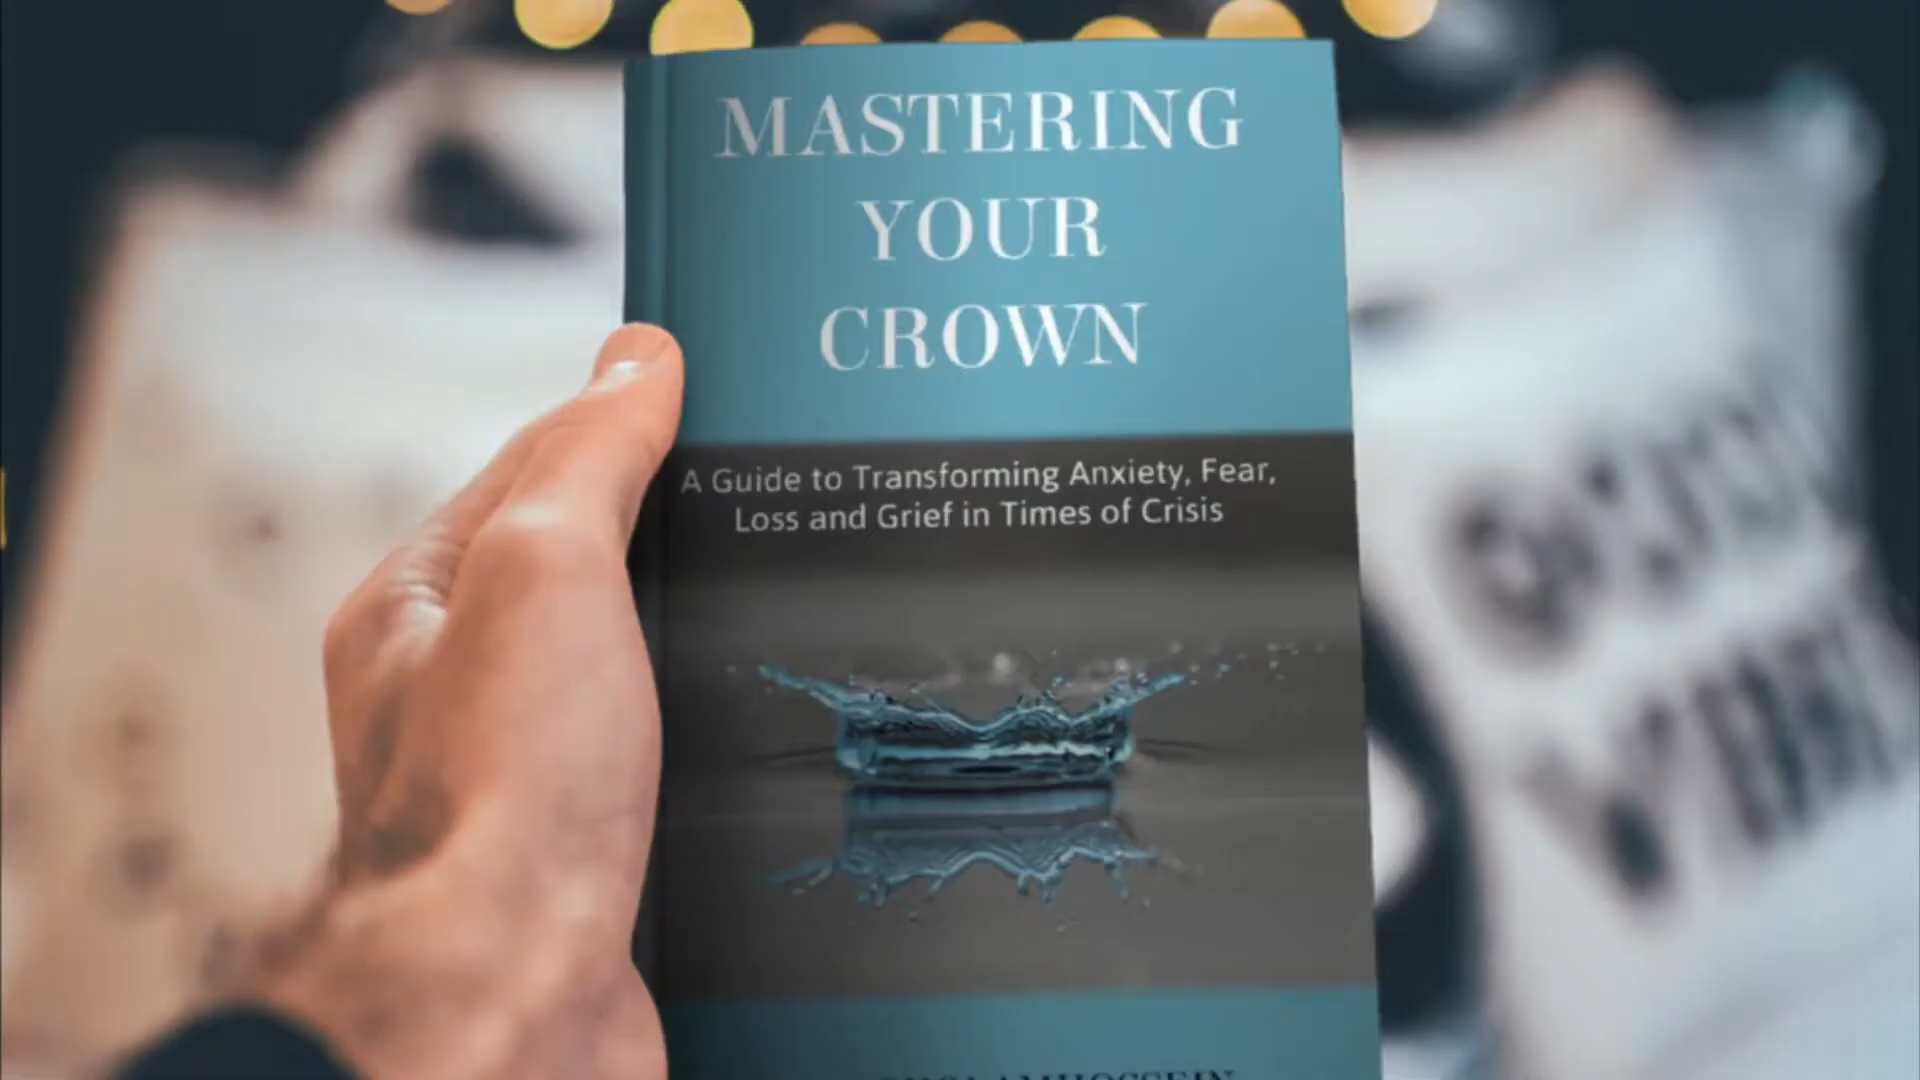 MASTERING
YOUR
CROWN
A Guide to Transforming Anxiety, Fear,
Loss and Grief in Times of Crisis